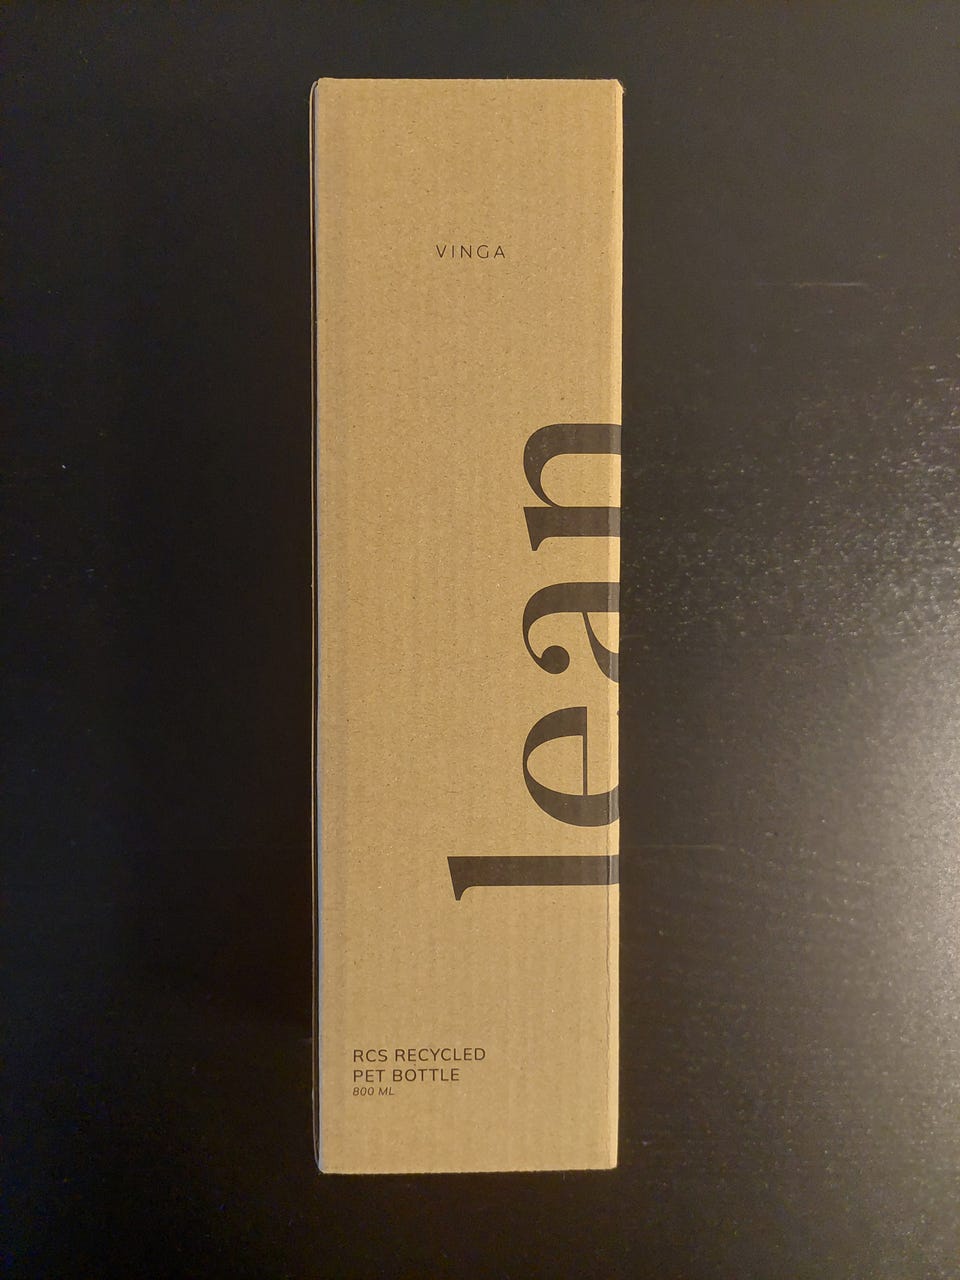 VINGA
lean
RCS RECYCLED
PET BOTTLE
800 ML